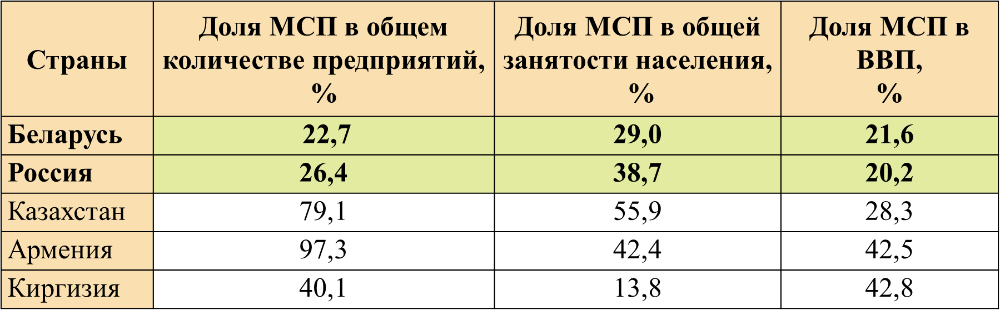 Страны
Доля МСП в общем
количестве предприятий,
%
Доля МСП в общей
занятости населения,
%
Доля МСП в
ВВП,
%
Беларусь 22,7 29,0 21,6
Россия 26,4 38,7 20,2
Казахстан 79,1 55,9 28,3
Армения 97,3 42,4 42,5
Киргизия 40,1 13,8 42,8